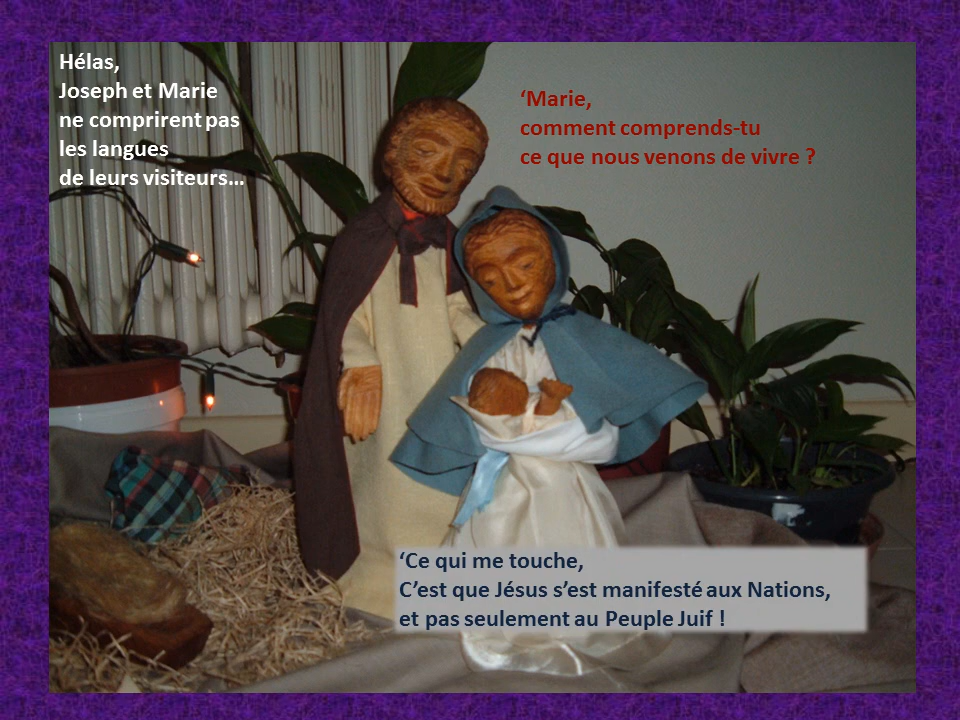 Hélas,
Joseph et Marie
ne comprirent pas
les langues
de leurs visiteurs…
‘Marie,
comment comprends-tu
ce que nous venons de vivre ?
‘Ce qui me touche,
C’est que Jésus s’est manifesté aux Nations,
et pas seulement au Peuple Juif !